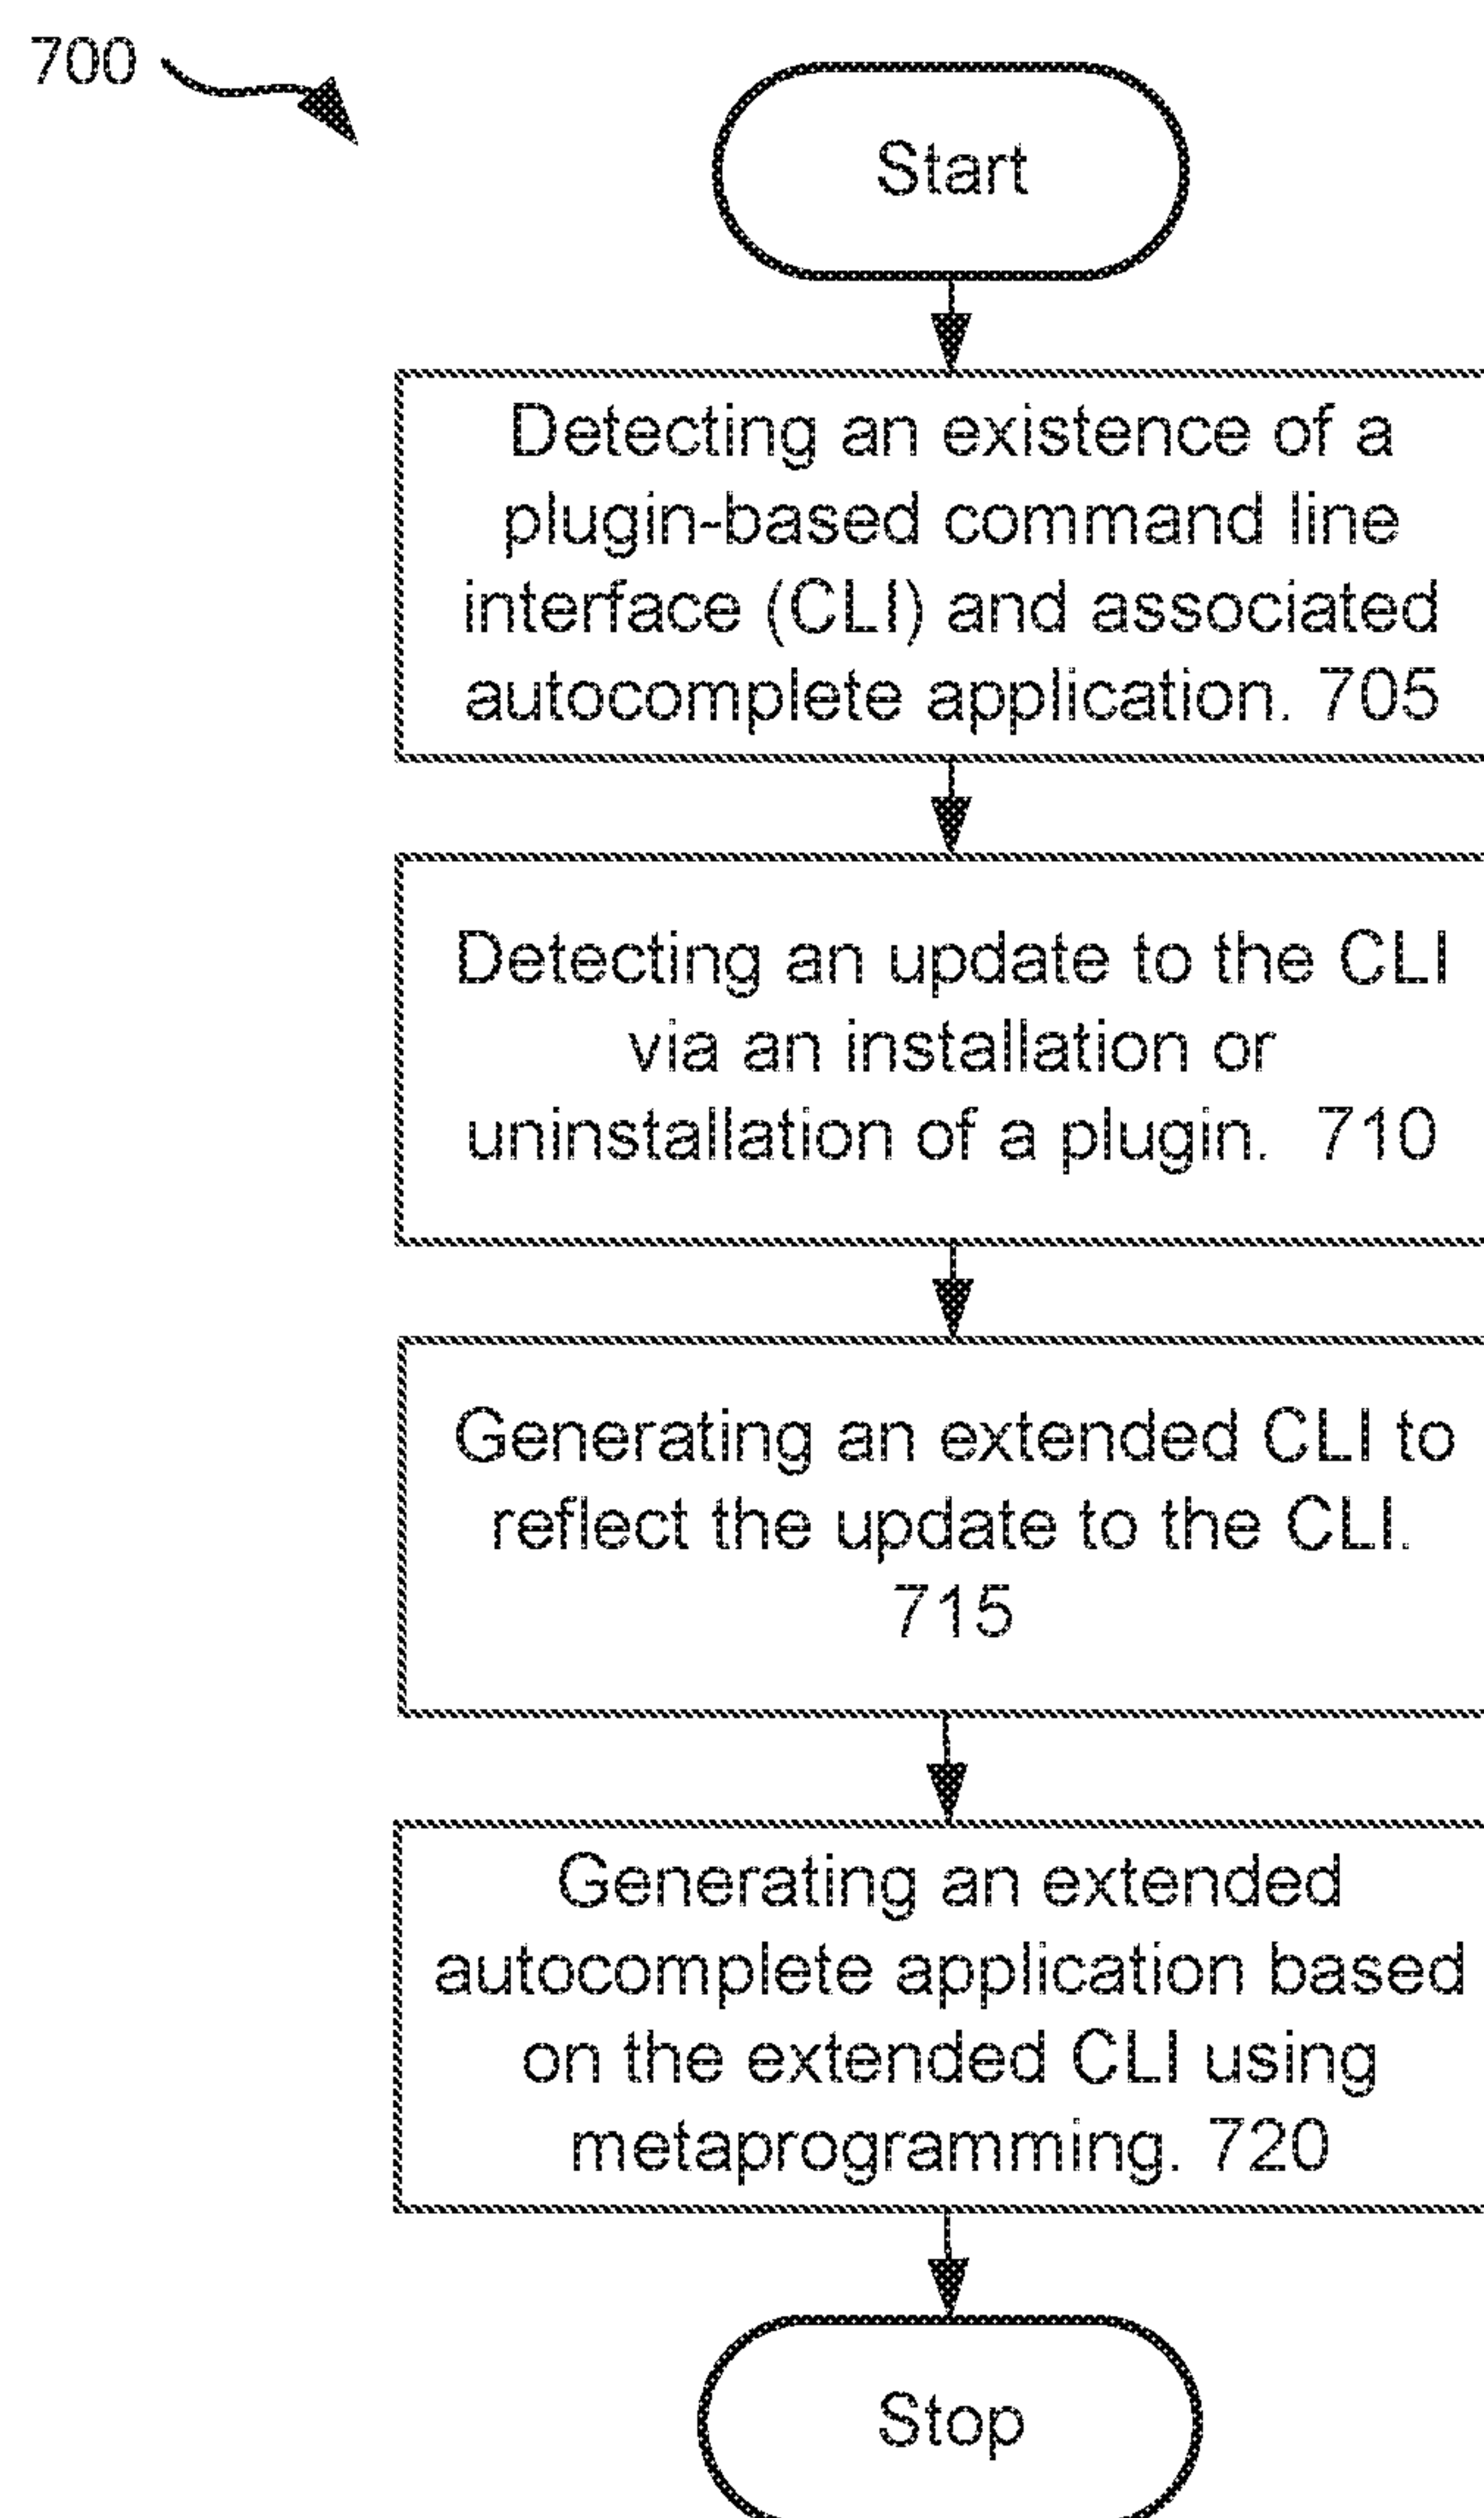 700
Start
Detecting an existence of a
plugin-based command line
interface (CLI) and associated
autocomplete application. 705
Detecting an update to the CLI
via an installation or
uninstallation of a plugin. 710
Generating an extended CLI to
reflect the update to the CLI.
715
Generating an extended
autocomplete application based
on the extended CLI using
metaprogramming. 720
Stop